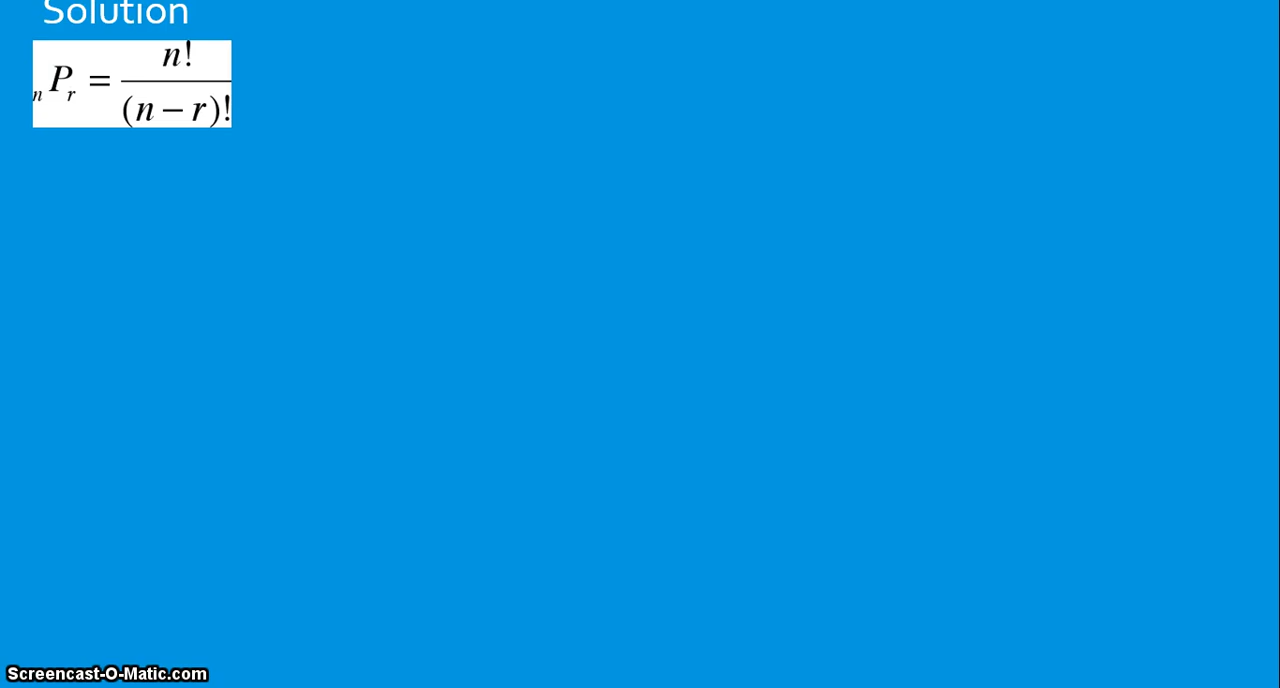 Solution
nPr = n! / (n − r)!
Screencast-O-Matic.com